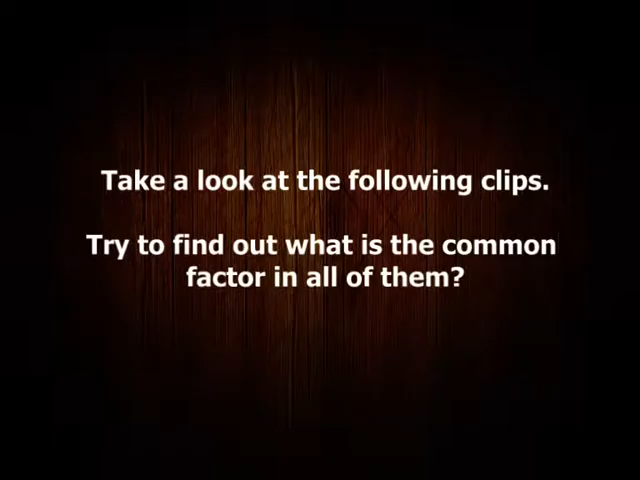 Take a look at the following clips.
Try to find out what is the common
factor in all of them?